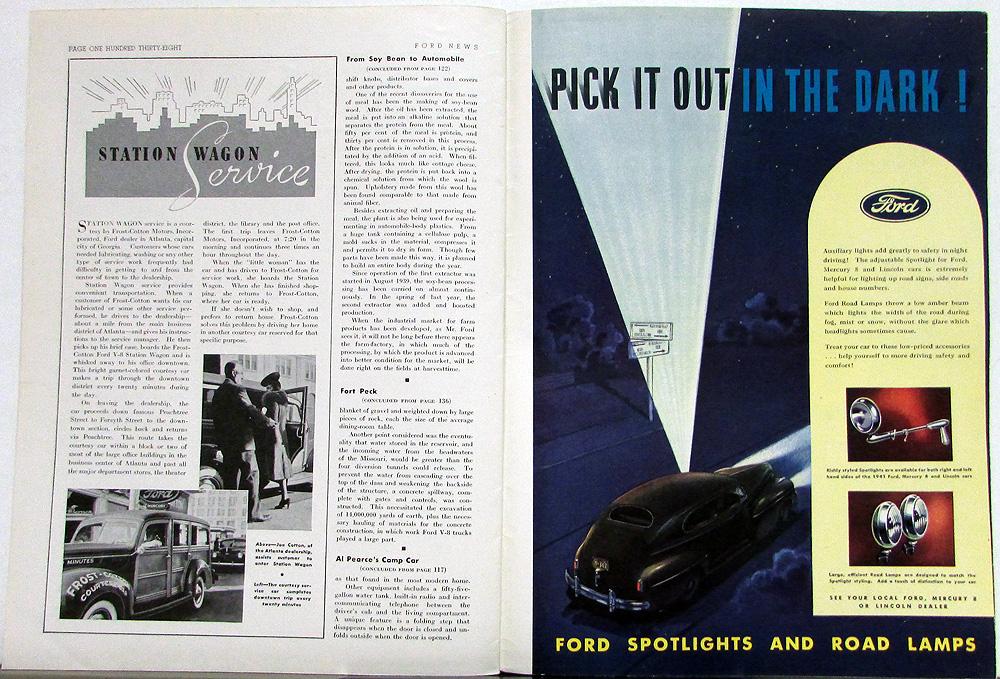 PAGE ONE HUNDRED THIRTY-EIGHT
FORD NEWS
STATION WAGON
Service
STATION WAGON service is a cour-
tesy by Frost-Cotton Motors, Incor-
porated, Ford dealer in Atlanta, capital
city of Georgia. Customers whose cars
needed lubricating, washing or any other
type of service work frequently had
difficulty in getting to and from the
center of town to the dealership.
Station Wagon service provides
convenient transportation. When a
customer of Frost-Cotton wants his car
lubricated or some other service per-
formed, he drives to the dealership—
about a mile from the main business
district of Atlanta—and gives his instruc-
tions to the service manager. He then
picks up his brief case, boards the Frost-
Cotton Ford V-8 Station Wagon and is
whisked away to his office downtown.
This bright garnet-colored courtesy car
makes a trip through the downtown
district every twenty minutes during
the day.
On leaving the dealership, the
car proceeds down famous Peachtree
Street to Forsyth Street to the down-
town section, circles back and returns
via Peachtree. This route takes the
courtesy car within a block or two of
most of the large office buildings in the
business center of Atlanta and past all
the major department stores, the theater
district, the library and the post office.
The first trip leaves Frost-Cotton
Motors, Incorporated, at 7:20 in the
morning and continues three times an
hour throughout the day.
When the "little woman" has the
car and has driven to Frost-Cotton for
service work, she boards the Station
Wagon. When she has finished shop-
ping, she returns to Frost-Cotton,
where her car is ready.
If she doesn't wish to shop, and
prefers to return home Frost-Cotton
solves this problem by driving her home
in another courtesy car reserved for that
specific purpose.
Ford
MERCURY
MINUTES
FROST-COTTON
COURTESY
Above—Joe Cotton, of
the Atlanta dealership,
assists customer to
enter Station Wagon
Left—The courtesy ser-
vice car completes
downtown trip every
twenty minutes
From Soy Bean to Automobile
(CONCLUDED FROM PAGE 122)
shift knobs, distributor bases and covers
and other products.
One of the recent discoveries for the use
of meal has been the making of soy-bean
wool. After the oil has been extracted, the
meal is put into an alkaline solution that
separates the protein from the meal. About
fifty per cent of the meal is protein, and
thirty per cent is removed in this process.
After the protein is in solution, it is precipi-
tated by the addition of an acid. When fil-
tered, this looks much like cottage cheese.
After drying, the protein is put back into a
chemical solution from which the wool is
spun. Upholstery made from this wool has
been found comparable to that made from
animal fiber.
Besides extracting oil and preparing the
meal, the plant is also being used for experi-
menting in automobile-body plastics. From
a huge tank containing a cellulose pulp, a
mold sucks in the material, compresses it
and permits it to dry in form. Though few
parts have been made this way, it is planned
to build an entire body during the year.
Since operation of the first extractor was
started in August 1939, the soy-bean proces-
sing has been carried on almost contin-
uously. In the spring of last year, the
second extractor was added and boosted
production.
When the industrial market for farm
products has been developed, as Mr. Ford
sees it, it will not be long before there appears
the farm-factory, in which much of the
processing, by which the product is advanced
into better condition for the market, will be
done right on the fields at harvesttime.
Fort Peck
(CONCLUDED FROM PAGE 136)
blanket of gravel and weighted down by large
pieces of rock, each the size of the average
dining-room table.
Another point considered was the eventu-
ality that water stored in the reservoir, and
the incoming water from the headwaters
of the Missouri, would be greater than the
four diversion tunnels could release. To
prevent the water from cascading over the
top of the dam and weakening the backside
of the structure, a concrete spillway, com-
plete with gates and controls, was con-
structed. This necessitated the excavation
of 14,000,000 yards of earth, plus the neces-
sary hauling of materials for the concrete
construction, in which work Ford V-8 trucks
played a large part.
Al Pearce's Camp Car
(CONCLUDED FROM PAGE 117)
as that found in the most modern home.
Other equipment includes a fifty-five-
gallon water tank, built-in radio and inter-
communicating telephone between the
driver's cab and the living compartment.
A unique feature is a folding step that
disappears when the door is closed and un-
folds outside when the door is opened.
PICK IT OUT IN THE DARK !
Ford
Auxiliary lights add greatly to safety in night
driving! The adjustable Spotlight for Ford,
Mercury 8 and Lincoln cars is extremely
helpful for lighting up road signs, side roads
and house numbers.
Ford Road Lamps throw a low amber beam
which lights the width of the road during
fog, mist or snow, without the glare which
headlights sometimes cause.
Treat your car to these low-priced accessories
... help yourself to more driving safety and
comfort!
Richly styled Spotlights are available for both right and left
hand sides of the 1941 Ford, Mercury 8 and Lincoln cars
Large, efficient Road Lamps are designed to match the
Spotlight styling. Add a touch of distinction to your car
SEE YOUR LOCAL FORD, MERCURY 8
OR LINCOLN DEALER
FORD SPOTLIGHTS AND ROAD LAMPS